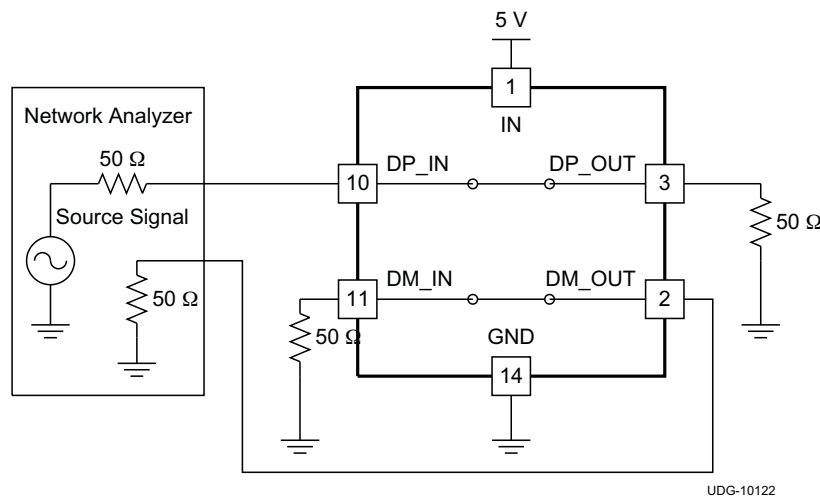 5 V
1
IN
Network Analyzer
50 Ω
Source Signal
50 Ω
10
DP_IN
DP_OUT
3
50 Ω
11
DM_IN
DM_OUT
2
50 Ω
GND
14
UDG-10122